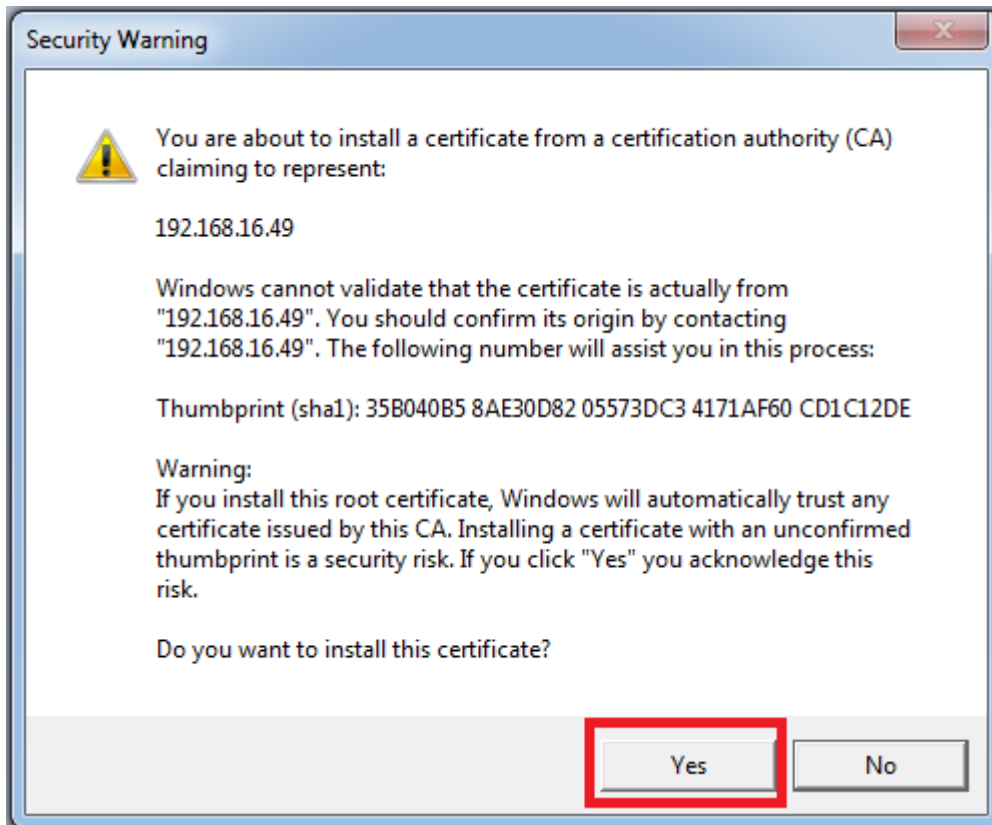 Security Warning
You are about to install a certificate from a certification authority (CA)
claiming to represent:
192.168.16.49
Windows cannot validate that the certificate is actually from
"192.168.16.49". You should confirm its origin by contacting
"192.168.16.49". The following number will assist you in this process:
Thumbprint (sha1): 35B040B5 8AE30D82 05573DC3 4171AF60 CD1C12DE
Warning:
If you install this root certificate, Windows will automatically trust any
certificate issued by this CA. Installing a certificate with an unconfirmed
thumbprint is a security risk. If you click "Yes" you acknowledge this
risk.
Do you want to install this certificate?
Yes No